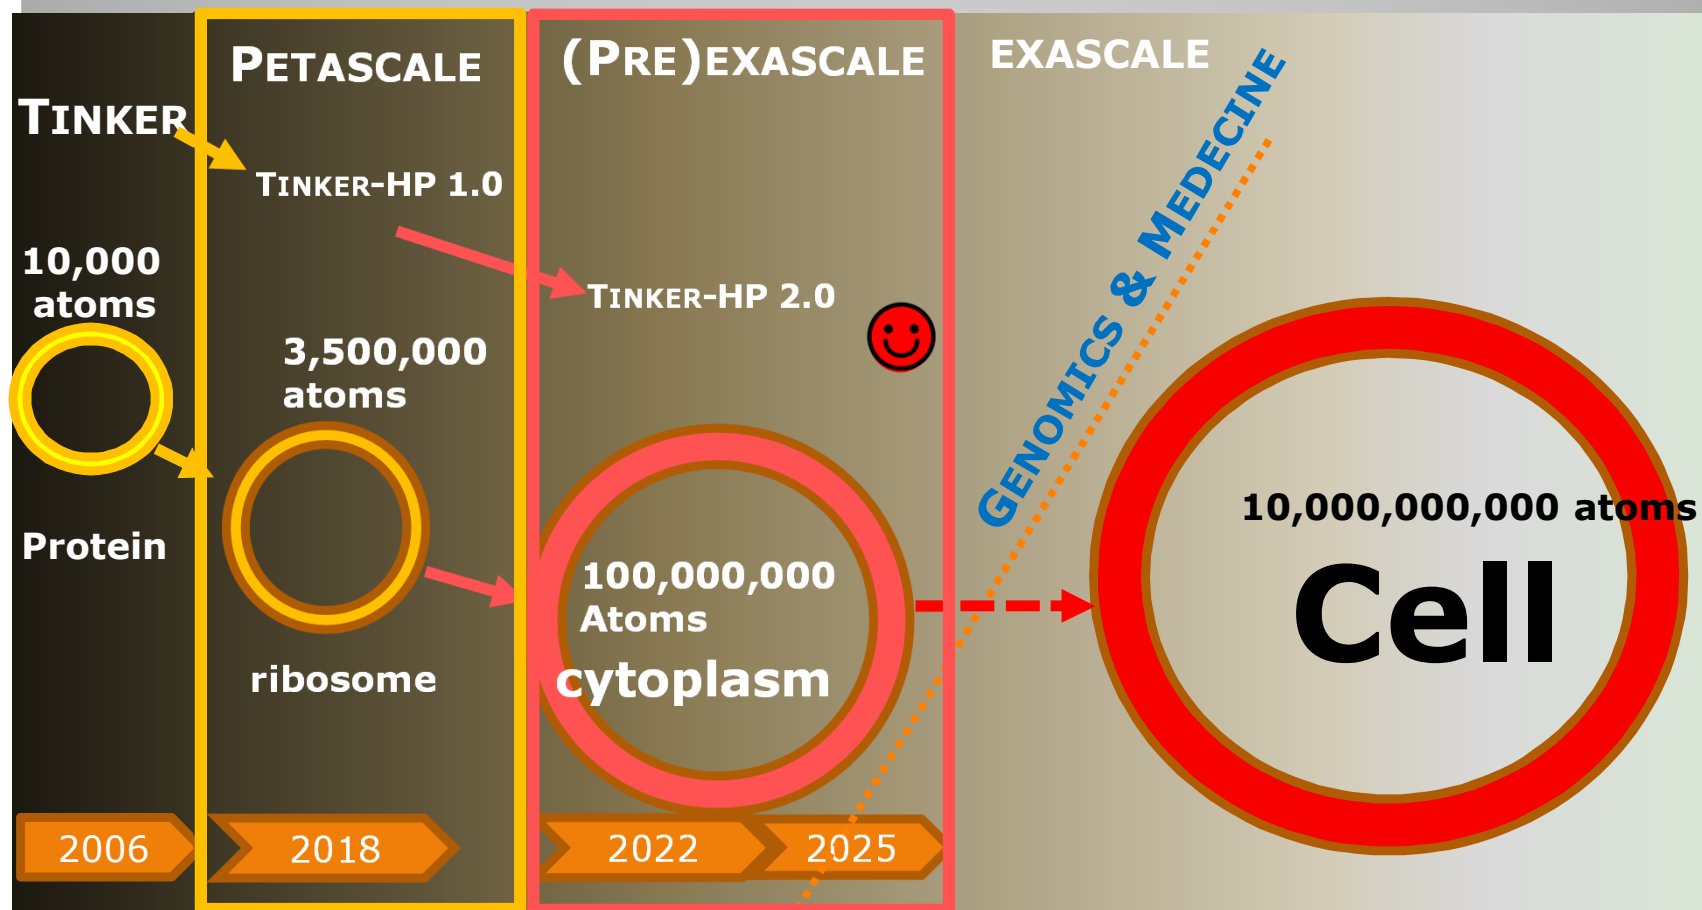 TINKER
10,000
atoms
Protein
2006
PETASCALE
TINKER-HP 1.0
3,500,000
atoms
ribosome
2018
(PRE)EXASCALE
TINKER-HP 2.0
100,000,000
Atoms
cytoplasm
2022
2025
EXASCALE
GENOMICS & MEDECINE
10,000,000,000 atoms
Cell